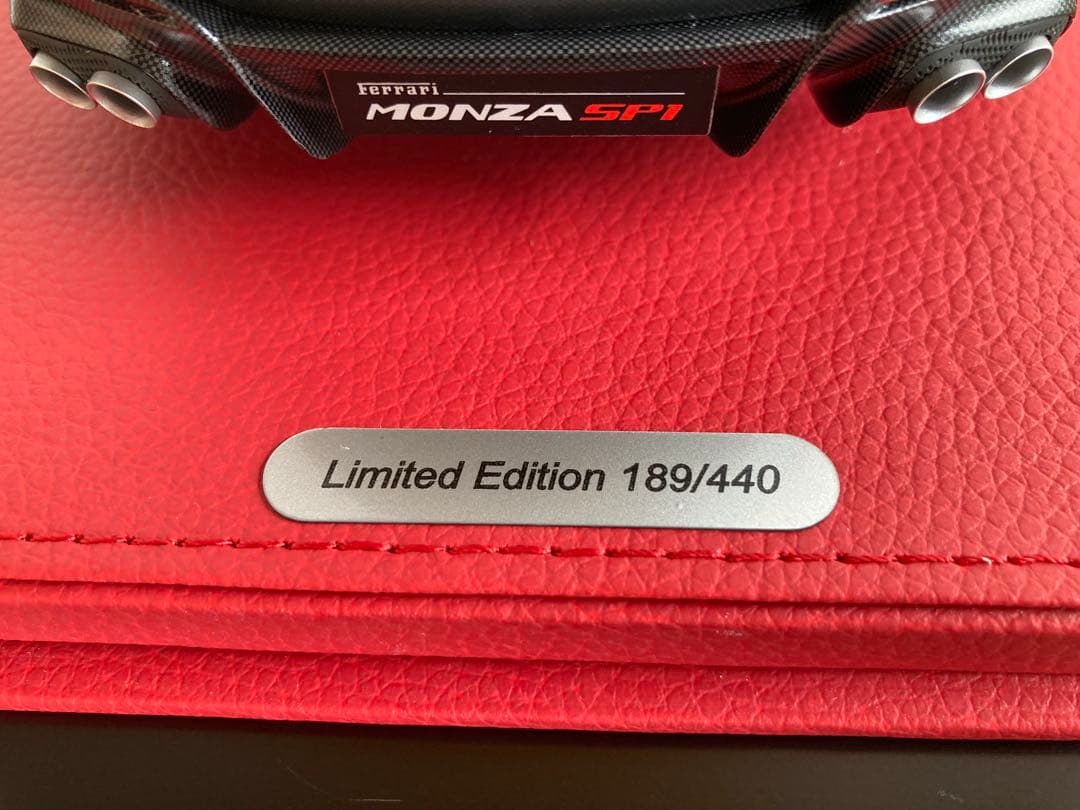 Ferrari
MONZA SP1
Limited Edition 189/440